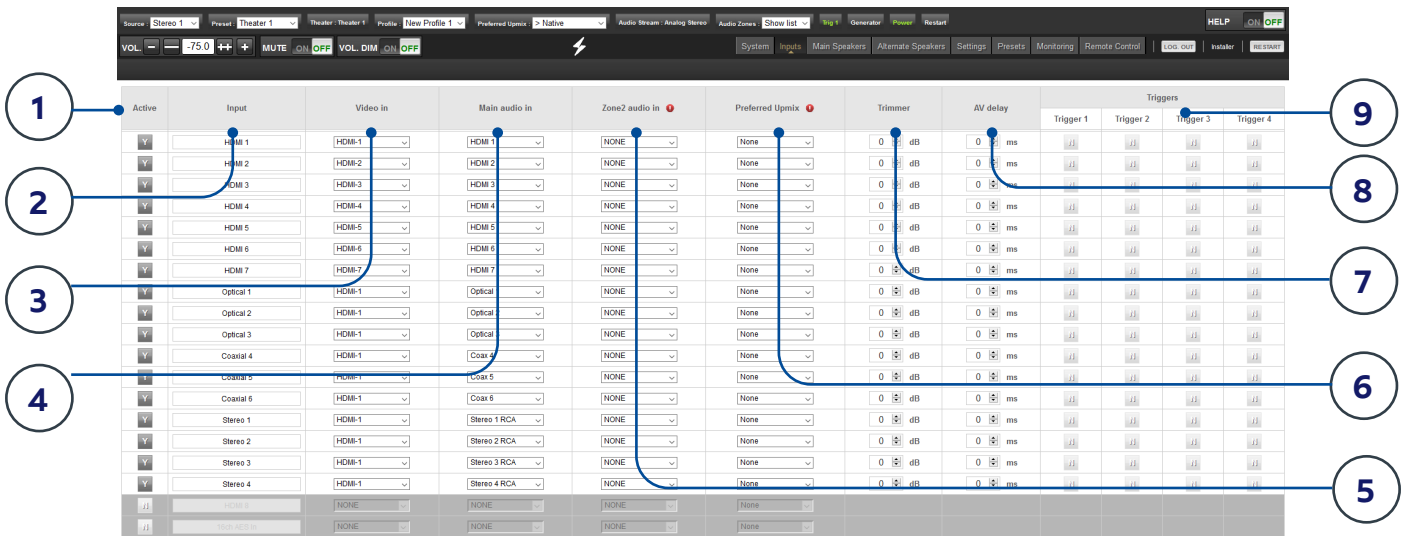 Source : Stereo 1 Preset : Theater 1 Theater : Theater 1 Profile : New Profile 1 Preferred Upmix : > Native Audio Stream : Analog Stereo Audio Zones : Show list Trig 1 Generator Power Restart HELP ON OFF
VOL. -75.0 MUTE ON OFF VOL. DIM ON OFF System Inputs Main Speakers Alternate Speakers Settings Presets Monitoring Remote Control LOG OUT Installer RESTART
Active Input Video in Main audio in Zone2 audio in Preferred Upmix Trimmer AV delay Triggers
Trigger 1 Trigger 2 Trigger 3 Trigger 4
Y HDMI 1 HDMI-1 HDMI 1 NONE None 0 dB 0 ms
Y HDMI 2 HDMI-2 HDMI 2 NONE None 0 dB 0 ms
Y HDMI 3 HDMI-3 HDMI 3 NONE None 0 dB 0 ms
Y HDMI 4 HDMI-4 HDMI 4 NONE None 0 dB 0 ms
Y HDMI 5 HDMI-5 HDMI 5 NONE None 0 dB 0 ms
Y HDMI 6 HDMI-6 HDMI 6 NONE None 0 dB 0 ms
Y HDMI 7 HDMI-7 HDMI 7 NONE None 0 dB 0 ms
Y Optical 1 HDMI-1 Optical NONE None 0 dB 0 ms
Y Optical 2 HDMI-1 Optical NONE None 0 dB 0 ms
Y Optical 3 HDMI-1 Optical NONE None 0 dB 0 ms
Y Coaxial 4 HDMI-1 Coax 4 NONE None 0 dB 0 ms
Y Coaxial 5 HDMI-1 Coax 5 NONE None 0 dB 0 ms
Y Coaxial 6 HDMI-1 Coax 6 NONE None 0 dB 0 ms
Y Stereo 1 HDMI-1 Stereo 1 RCA NONE None 0 dB 0 ms
Y Stereo 2 HDMI-1 Stereo 2 RCA NONE None 0 dB 0 ms
Y Stereo 3 HDMI-1 Stereo 3 RCA NONE None 0 dB 0 ms
Y Stereo 4 HDMI-1 Stereo 4 RCA NONE None 0 dB 0 ms
NONE NONE NONE None
NONE NONE NONE None
1
2
3
4
9
8
7
6
5